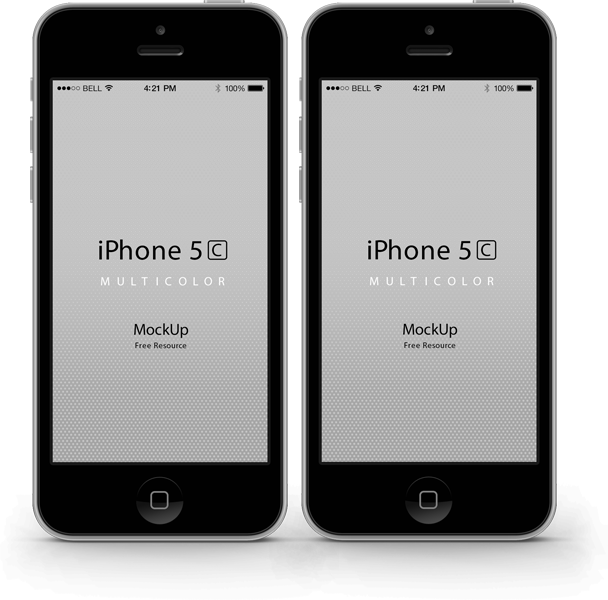 BELL 4:21 PM 100%
iPhone 5 C
MULTICOLOR
MockUp
Free Resource
BELL 4:21 PM 100%
iPhone 5 C
MULTICOLOR
MockUp
Free Resource